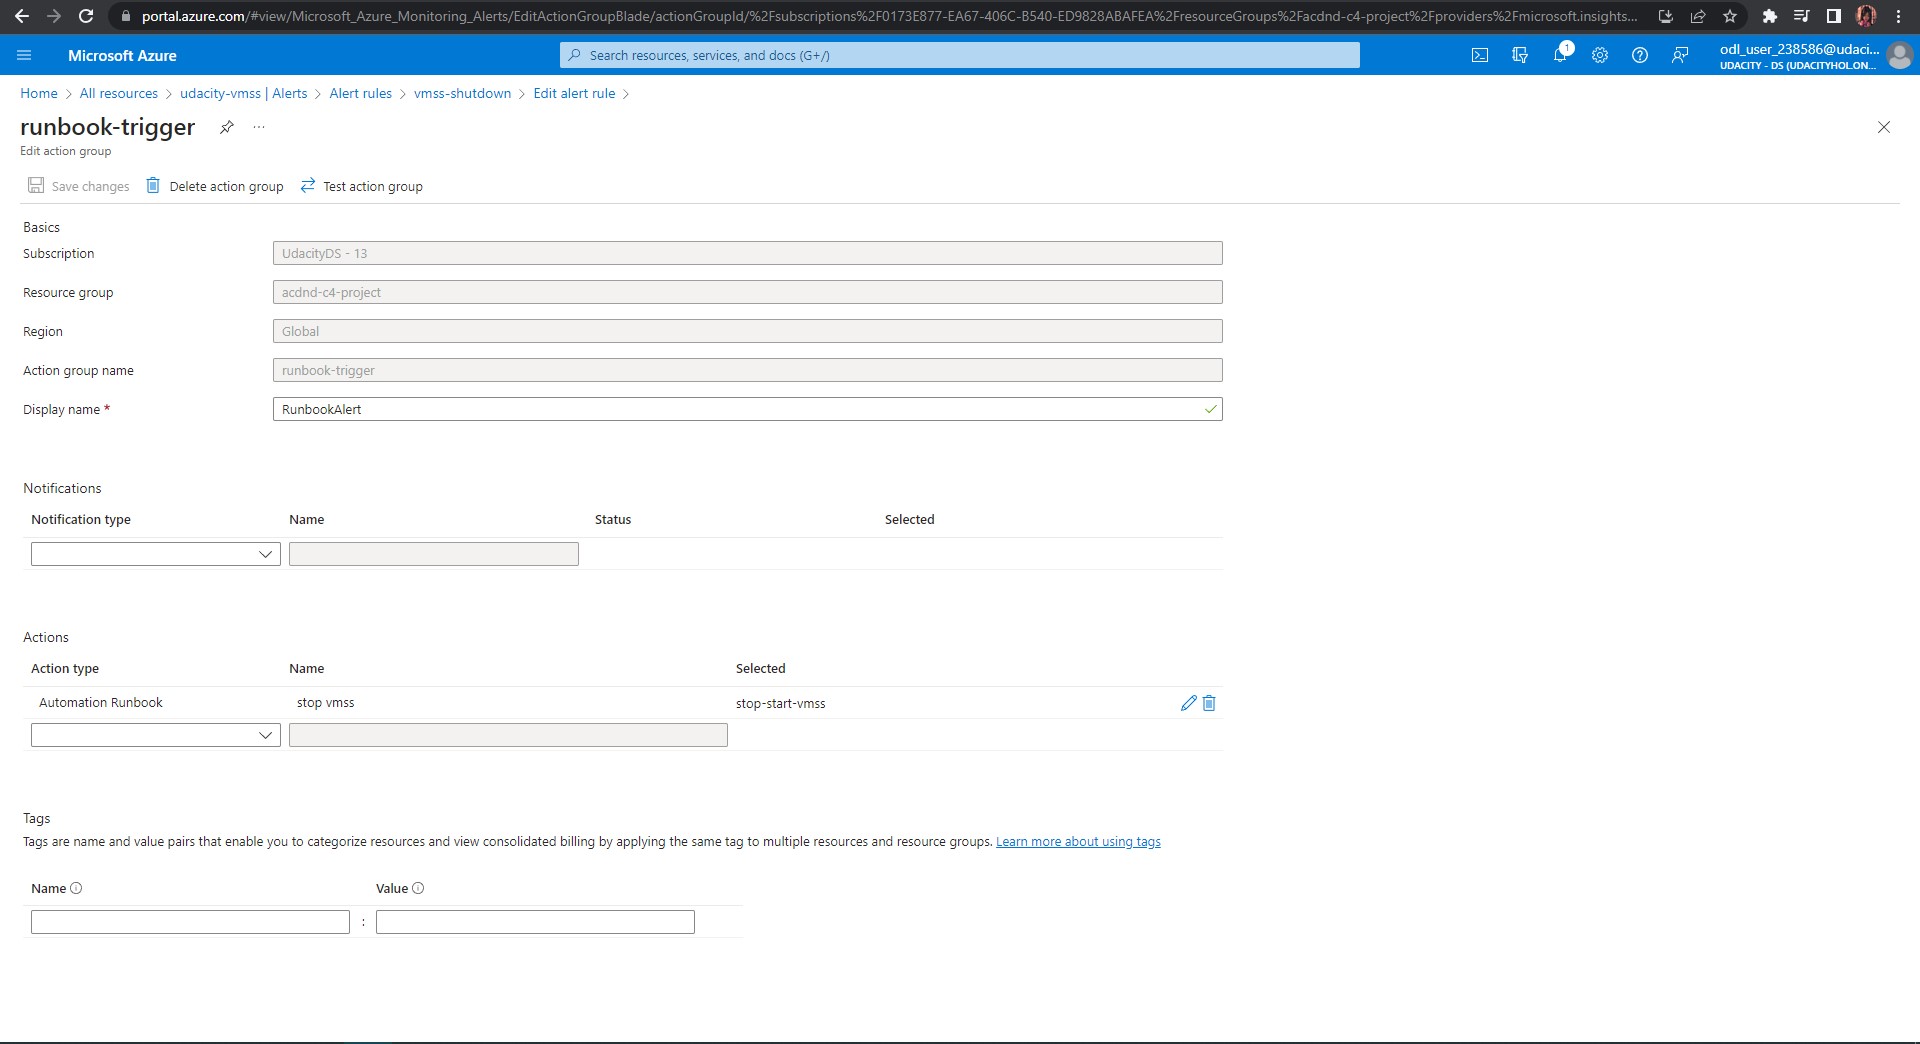 portal.azure.com/#view/Microsoft_Azure_Monitoring_Alerts/EditActionGroupBlade/actionGroupId/%2Fsubscriptions%2F0173E877-EA67-406C-B540-ED9828ABAFEA%2FresourceGroups%2Facdnd-c4-project%2Fproviders%2Fmicrosoft.insights...
Microsoft Azure
Search resources, services, and docs (G+/)
1
odl_user_238586@udaci...
UDACITY - DS (UDACITYHOL.ON...
Home > All resources > udacity-vmss | Alerts > Alert rules > vmss-shutdown > Edit alert rule >
runbook-trigger ...
Edit action group
Save changes Delete action group Test action group
Basics
Subscription UdacityDS - 13
Resource group acdnd-c4-project
Region Global
Action group name runbook-trigger
Display name * RunbookAlert
Notifications
Notification type Name Status Selected
Actions
Action type Name Selected
Automation Runbook stop vmss stop-start-vmss
Tags
Tags are name and value pairs that enable you to categorize resources and view consolidated billing by applying the same tag to multiple resources and resource groups. Learn more about using tags
Name Value
: